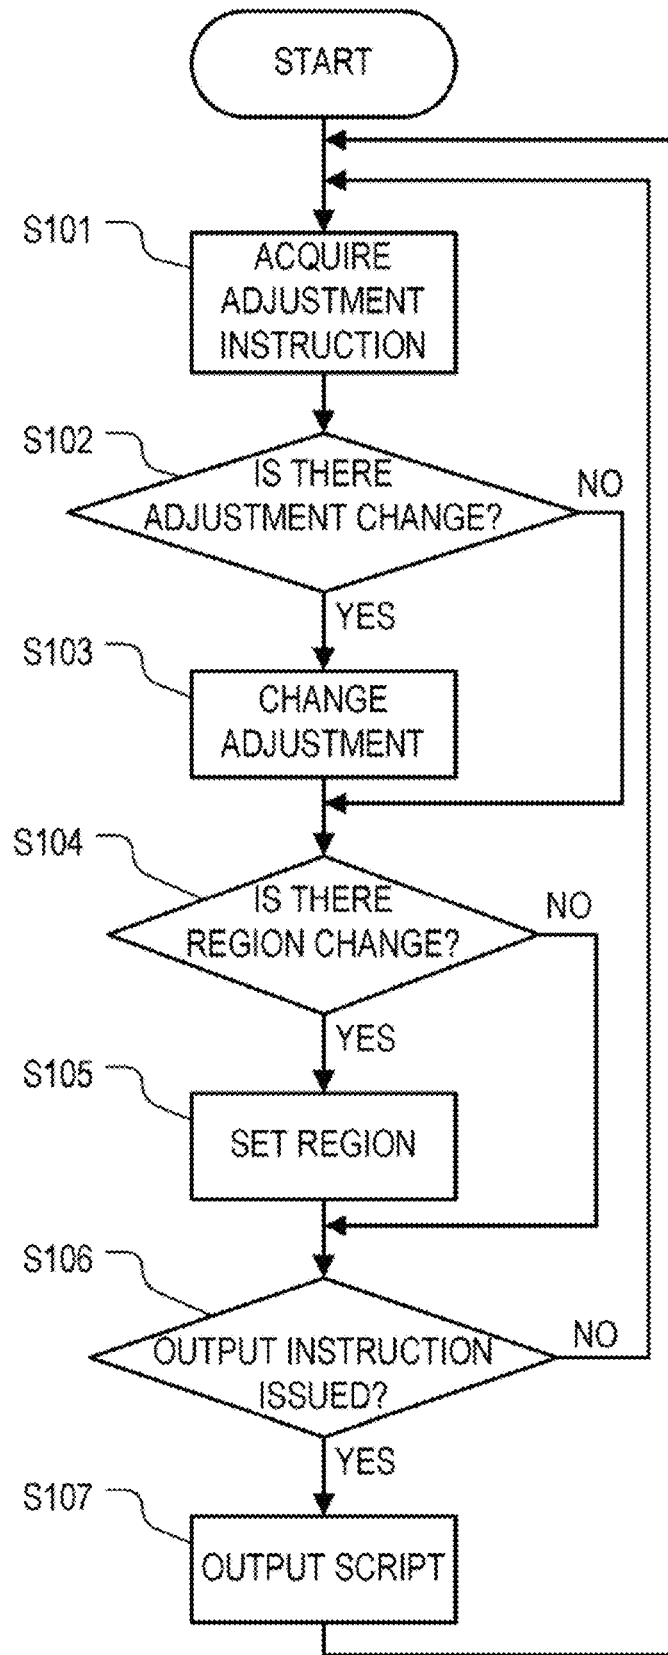 START
S101
ACQUIRE
ADJUSTMENT
INSTRUCTION
S102
IS THERE
ADJUSTMENT CHANGE?
NO
YES
S103
CHANGE
ADJUSTMENT
S104
IS THERE
REGION CHANGE?
NO
YES
S105
SET REGION
S106
OUTPUT INSTRUCTION
ISSUED?
NO
YES
S107
OUTPUT SCRIPT